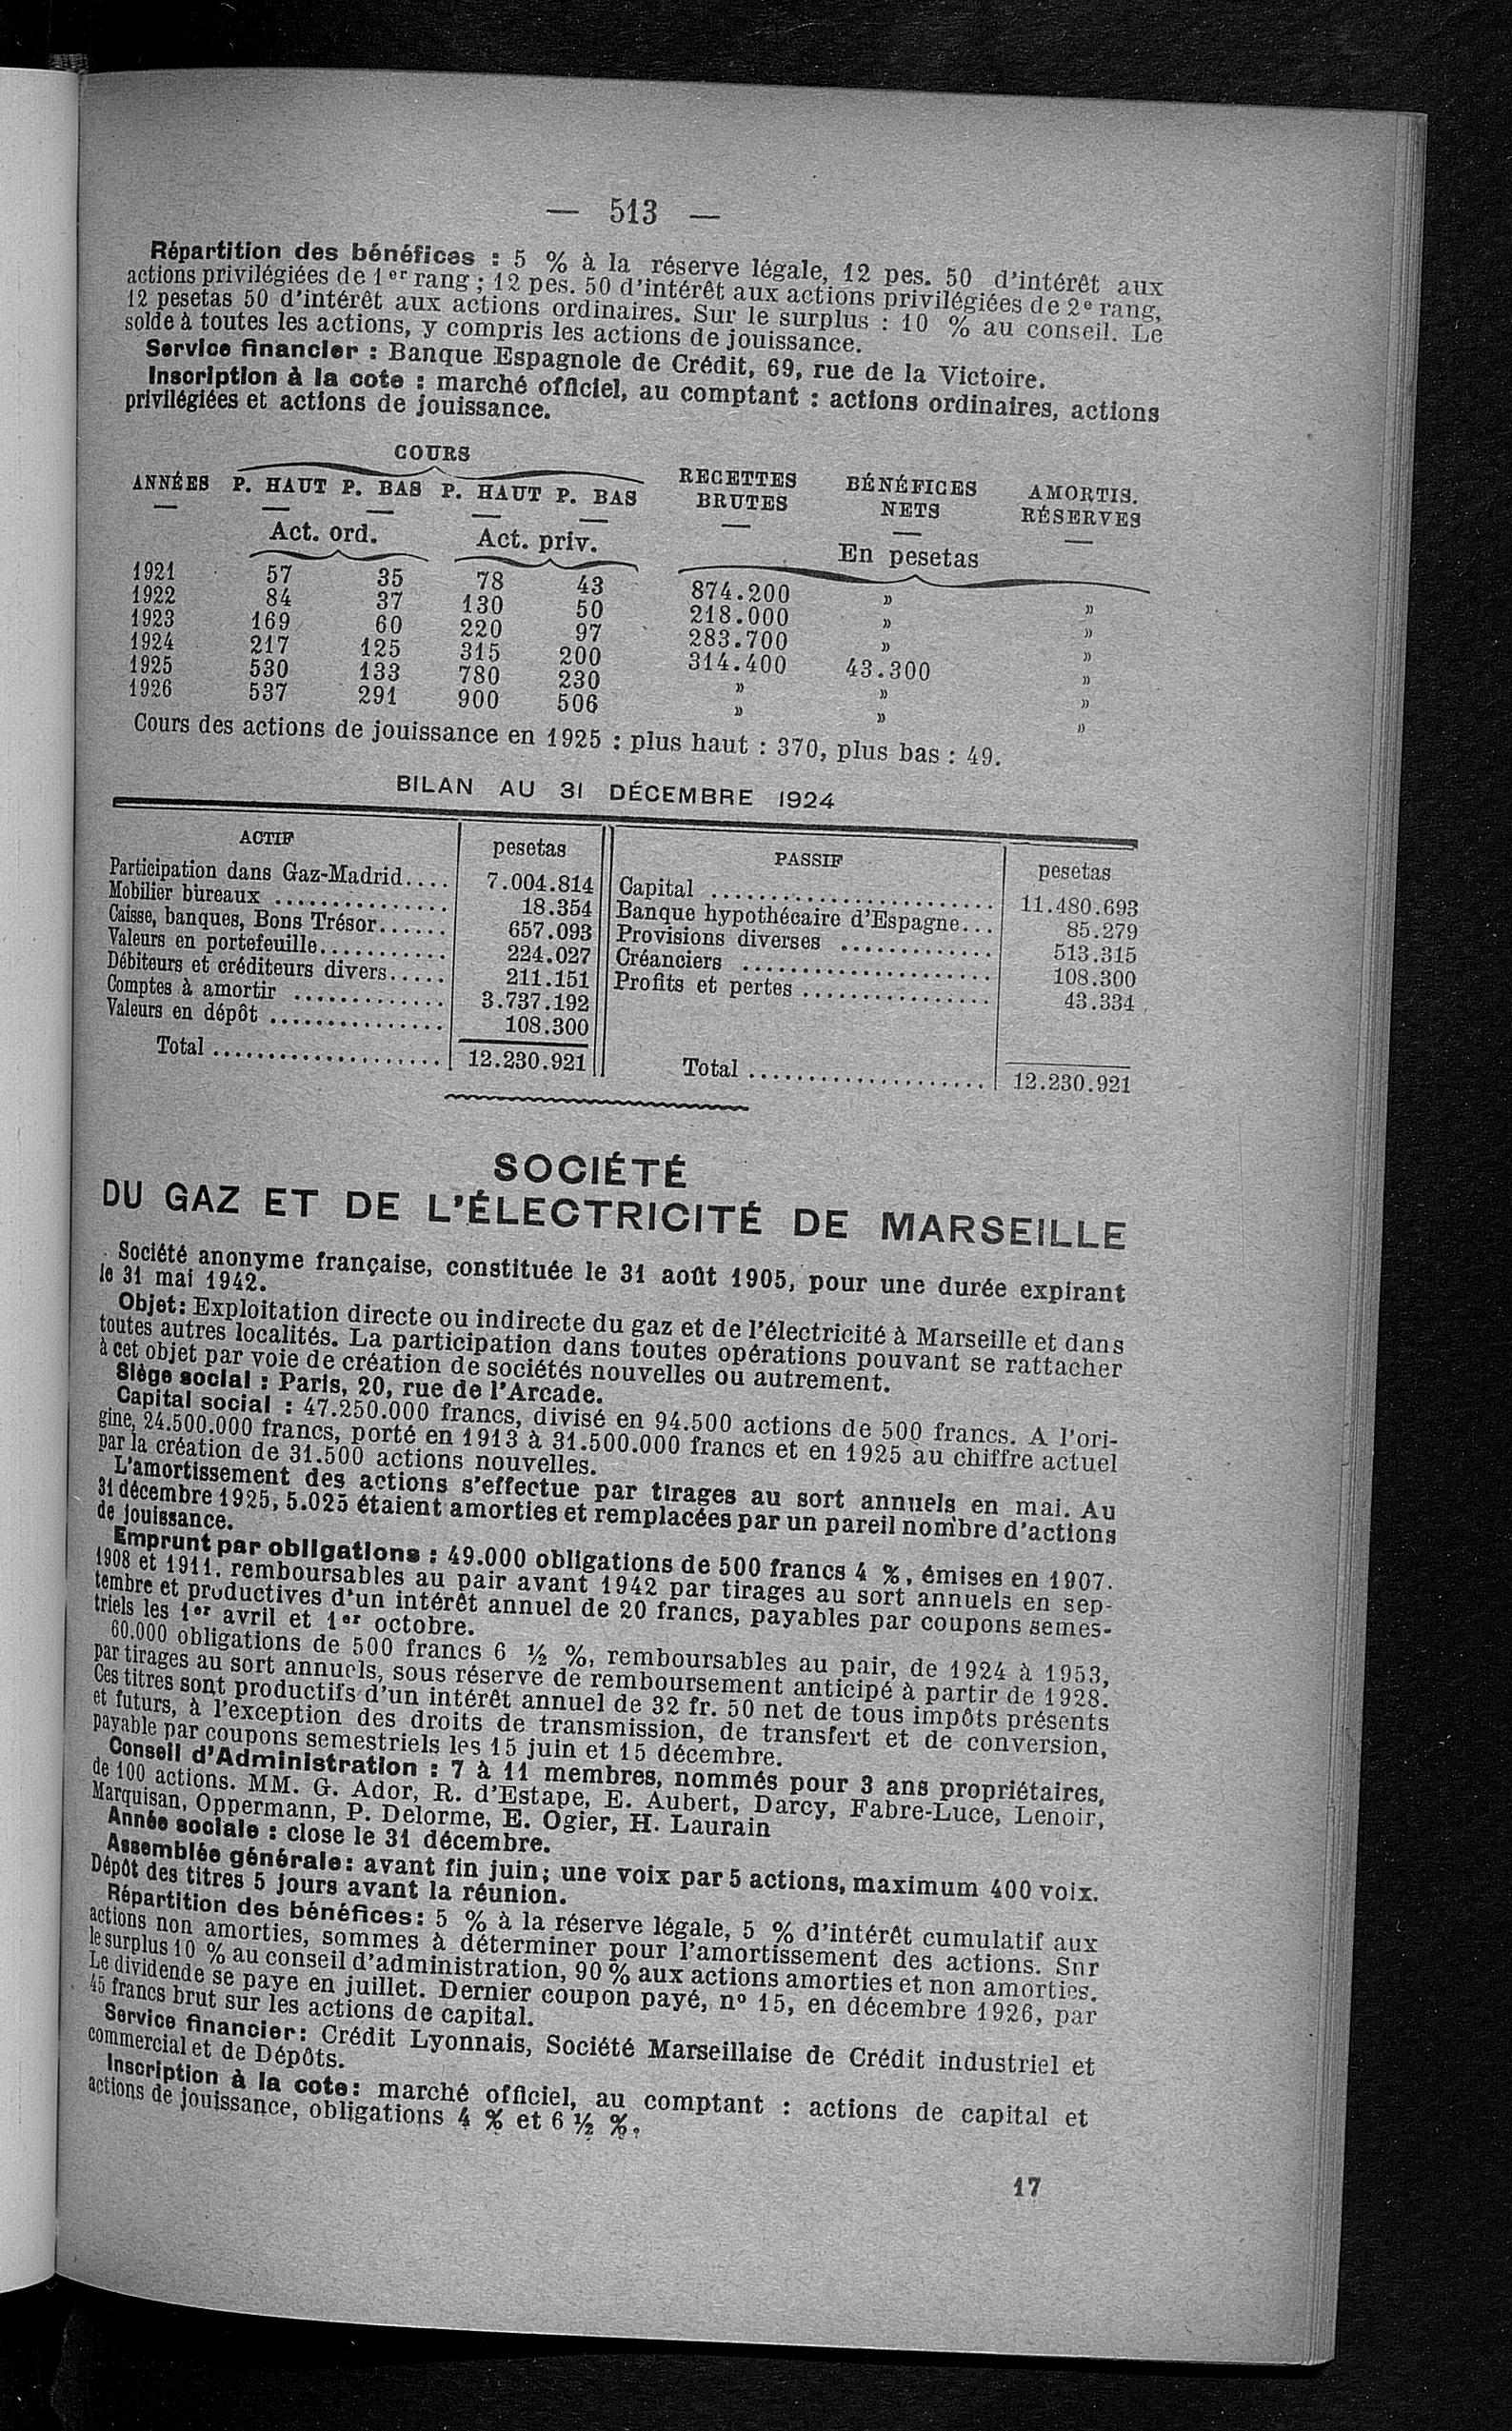 — 513 —
Répartition des bénéfices : 5 % à la réserve légale, 12 pes. 50 d'intérêt aux
actions privilégiées de 1er rang ; 12 pes. 50 d'intérêt aux actions privilégiées de 2e rang,
12 pesetas 50 d'intérêt aux actions ordinaires. Sur le surplus : 10 % au conseil. Le
solde à toutes les actions, y compris les actions de jouissance.
Service financier : Banque Espagnole de Crédit, 69, rue de la Victoire.
Inscription à la cote : marché officiel, au comptant : actions ordinaires, actions
privilégiées et actions de jouissance.
COURS
ANNÉES P. HAUT P. BAS P. HAUT P. BAS RECETTES BRUTES BÉNÉFICES NETS AMORTIS. RÉSERVES
Act. ord. Act. priv. En pesetas
1921 57 35 78 43 874.200 » »
1922 84 37 130 50 218.000 » »
1923 169 60 220 97 283.700 » »
1924 217 125 315 200 314.400 43.300 »
1925 530 133 780 230 » » »
1926 537 291 900 506 » » »
Cours des actions de jouissance en 1925 : plus haut : 370, plus bas : 49.
BILAN AU 31 DÉCEMBRE 1924
ACTIF pesetas PASSIF pesetas
Participation dans Gaz-Madrid.... 7.004.814 Capital ........................ 11.480.693
Mobilier bureaux ............... 18.354 Banque hypothécaire d'Espagne... 85.279
Caisse, banques, Bons Trésor...... 657.093 Provisions diverses ............. 513.315
Valeurs en portefeuille........... 224.027 Créanciers ..................... 108.300
Débiteurs et créditeurs divers..... 211.151 Profits et pertes ................ 43.334
Comptes à amortir ............. 3.737.192
Valeurs en dépôt ............... 108.300
Total .................... 12.230.921 Total .................... 12.230.921
SOCIÉTÉ
DU GAZ ET DE L'ÉLECTRICITÉ DE MARSEILLE
Société anonyme française, constituée le 31 août 1905, pour une durée expirant
le 31 mai 1942.
Objet : Exploitation directe ou indirecte du gaz et de l'électricité à Marseille et dans
toutes autres localités. La participation dans toutes opérations pouvant se rattacher
à cet objet par voie de création de sociétés nouvelles ou autrement.
Siège social : Paris, 20, rue de l'Arcade.
Capital social : 47.250.000 francs, divisé en 94.500 actions de 500 francs. A l'ori-
gine, 24.500.000 francs, porté en 1913 à 31.500.000 francs et en 1925 au chiffre actuel
par la création de 31.500 actions nouvelles.
L'amortissement des actions s'effectue par tirages au sort annuels en mai. Au
31 décembre 1925, 5.025 étaient amorties et remplacées par un pareil nombre d'actions
de jouissance.
Emprunt par obligations : 49.000 obligations de 500 francs 4 %, émises en 1907.
1908 et 1911, remboursables au pair avant 1942 par tirages au sort annuels en sep-
tembre et productives d'un intérêt annuel de 20 francs, payables par coupons semes-
triels les 1er avril et 1er octobre.
60.000 obligations de 500 francs 6 ½ %, remboursables au pair, de 1924 à 1953,
par tirages au sort annuels, sous réserve de remboursement anticipé à partir de 1928.
Ces titres sont productifs d'un intérêt annuel de 32 fr. 50 net de tous impôts présents
et futurs, à l'exception des droits de transmission, de transfert et de conversion,
payable par coupons semestriels les 15 juin et 15 décembre.
Conseil d'Administration : 7 à 11 membres, nommés pour 3 ans propriétaires,
de 100 actions. MM. G. Ador, R. d'Estape, E. Aubert, Darcy, Fabre-Luce, Lenoir,
Marquisan, Oppermann, P. Delorme, E. Ogier, H. Laurain
Année sociale : close le 31 décembre.
Assemblée générale : avant fin juin ; une voix par 5 actions, maximum 400 voix.
Dépôt des titres 5 jours avant la réunion.
Répartition des bénéfices : 5 % à la réserve légale, 5 % d'intérêt cumulatif aux
actions non amorties, sommes à déterminer pour l'amortissement des actions. Sur
le surplus 10 % au conseil d'administration, 90 % aux actions amorties et non amorties.
Le dividende se paye en juillet. Dernier coupon payé, n° 15, en décembre 1926, par
45 francs brut sur les actions de capital.
Service financier : Crédit Lyonnais, Société Marseillaise de Crédit industriel et
commercial et de Dépôts.
Inscription à la cote : marché officiel, au comptant : actions de capital et
actions de jouissance, obligations 4 % et 6 ½ %.
17